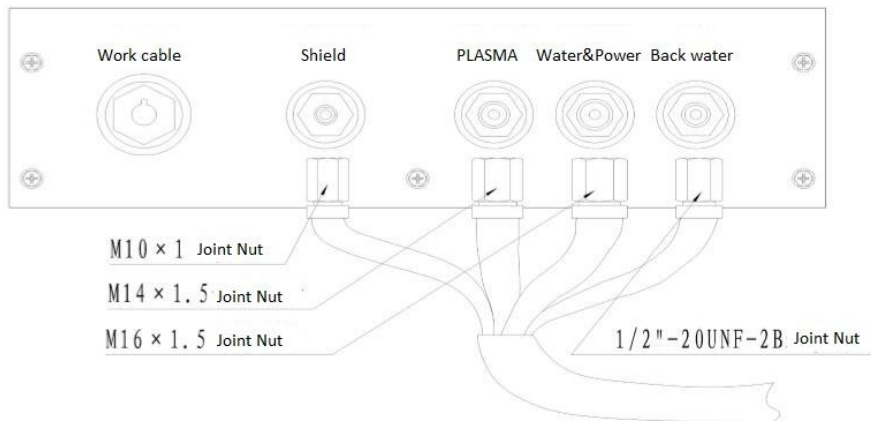 Work cable Shield PLASMA Water&Power Back water
M10×1 Joint Nut
M14×1.5 Joint Nut
M16×1.5 Joint Nut
1/2"-20UNF-2B Joint Nut